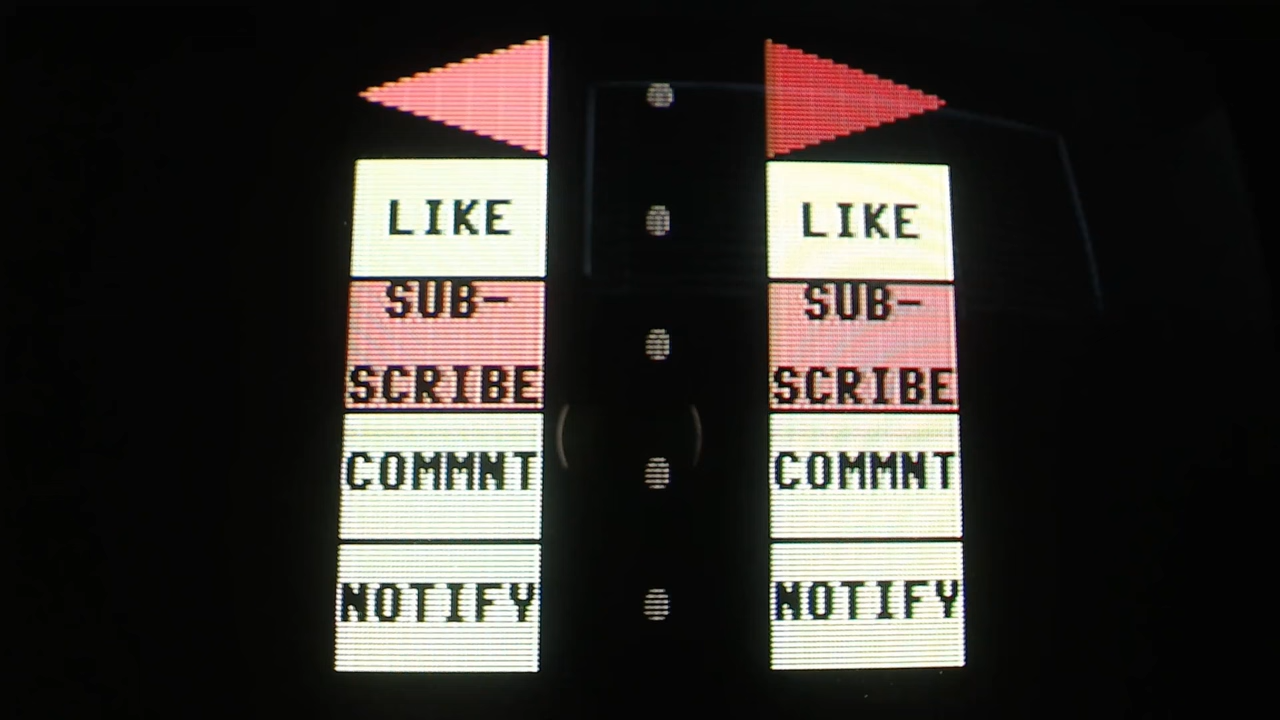 LIKE LIKE
SUB- SUB-
SCRIBE SCRIBE
COMMNT COMMNT
NOTIFY NOTIFY